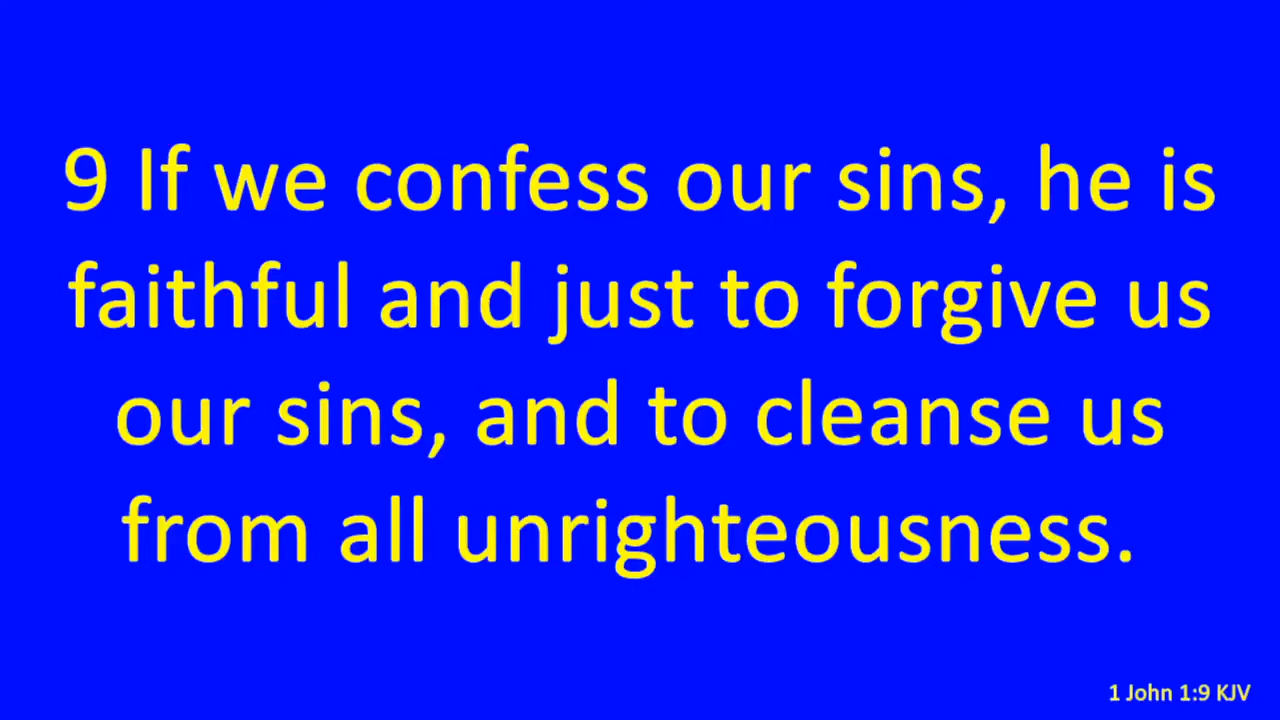 9 If we confess our sins, he is
faithful and just to forgive us
our sins, and to cleanse us
from all unrighteousness.
1 John 1:9 KJV